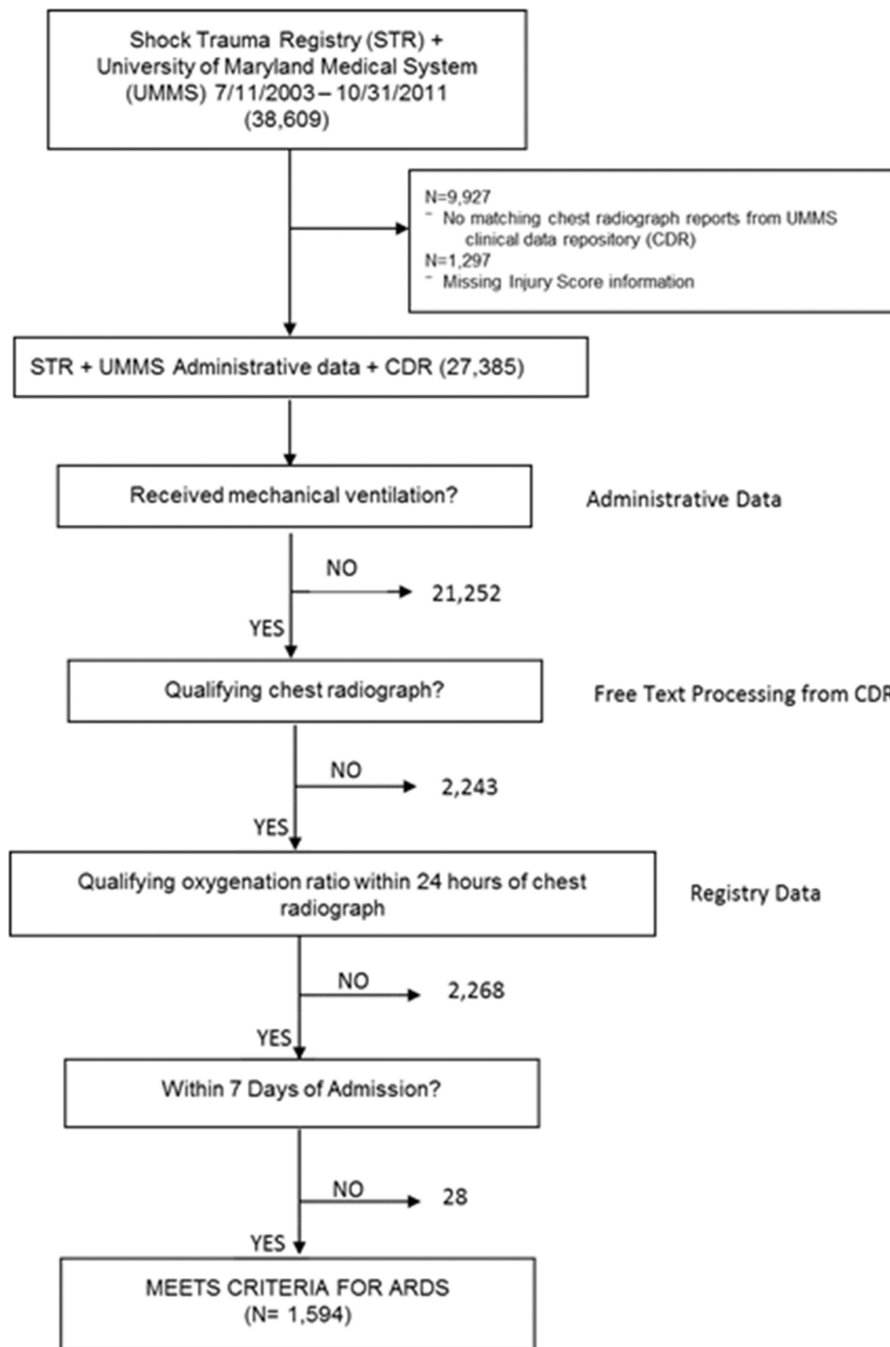 Shock Trauma Registry (STR) +
University of Maryland Medical System
(UMMS) 7/11/2003 – 10/31/2011
(38,609)
N=9,927
⁻ No matching chest radiograph reports from UMMS
clinical data repository (CDR)
N=1,297
⁻ Missing Injury Score information
STR + UMMS Administrative data + CDR (27,385)
Received mechanical ventilation?
Administrative Data
NO
21,252
YES
Qualifying chest radiograph?
Free Text Processing from CDR
NO
2,243
YES
Qualifying oxygenation ratio within 24 hours of chest
radiograph
Registry Data
NO
2,268
YES
Within 7 Days of Admission?
NO
28
YES
MEETS CRITERIA FOR ARDS
(N= 1,594)